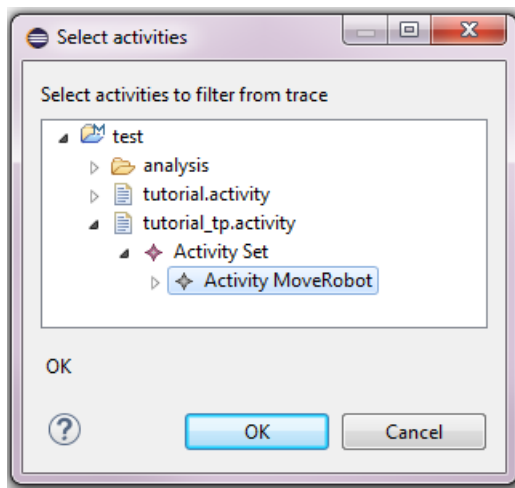 Select activities
Select activities to filter from trace
test
analysis
tutorial.activity
tutorial_tp.activity
Activity Set
Activity MoveRobot
OK
OK Cancel